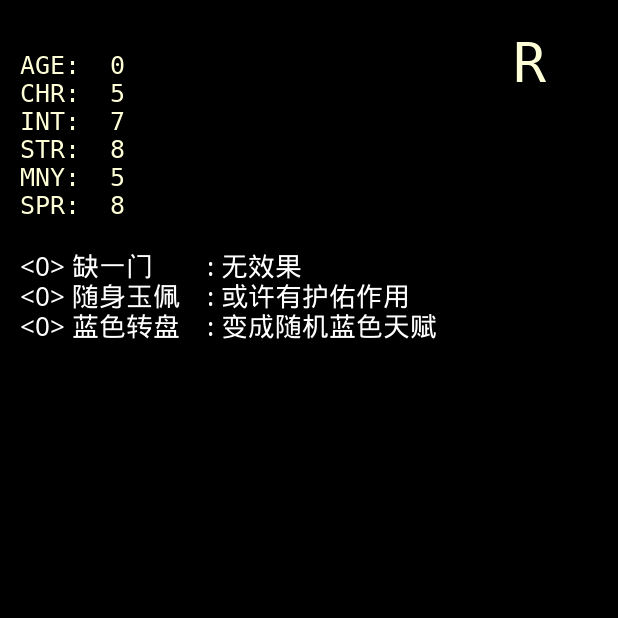 R
AGE: 0
CHR: 5
INT: 7
STR: 8
MNY: 5
SPR: 8
<O> 缺一门 : 无效果
<O> 随身玉佩 : 或许有护佑作用
<O> 蓝色转盘 : 变成随机蓝色天赋